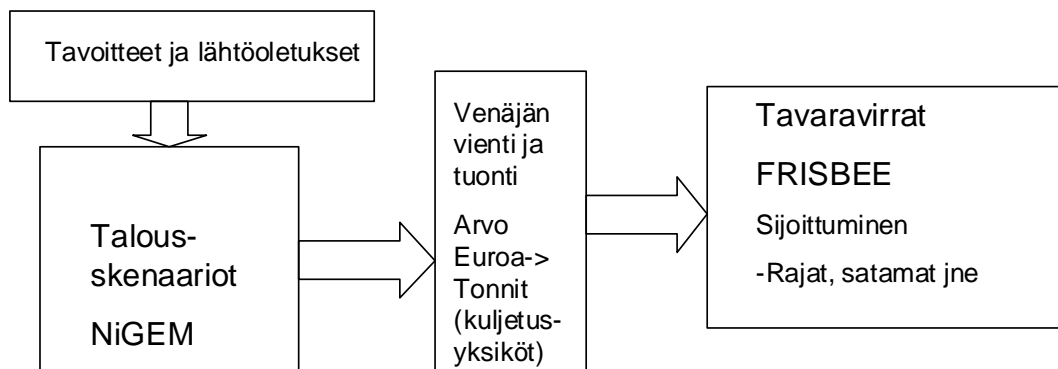 Tavoitteet ja lähtöoletukset
Talous-
skenaariot
NiGEM
Venäjän
vienti ja
tuonti
Arvo
Euroa->
Tonnit
(kuljetus-
yksiköt)
Tavaravirrat
FRISBEE
Sijoittuminen
-Rajat, satamat jne